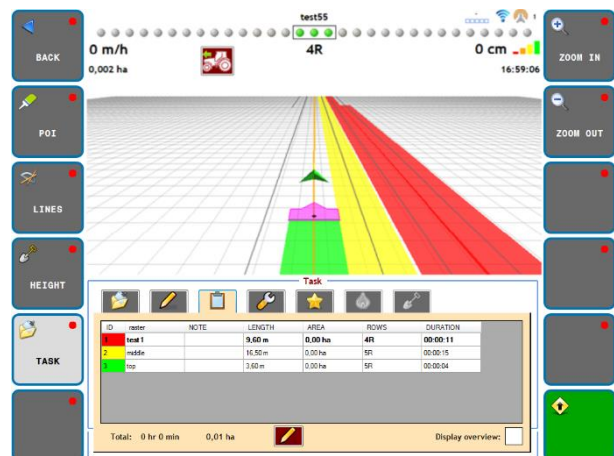 test55
1
0 m/h
4R
0 cm
0,002 ha
16:59:06
BACK
POI
LINES
HEIGHT
TASK
ZOOM IN
ZOOM OUT
Task
ID raster NOTE LENGTH AREA ROWS DURATION
1 test1 9,60 m 0,00 ha 4R 00:00:11
2 middle 16,50 m 0,00 ha 5R 00:00:15
3 top 3,60 m 0,00 ha 5R 00:00:04
Total: 0 hr 0 min 0,01 ha Display overview: